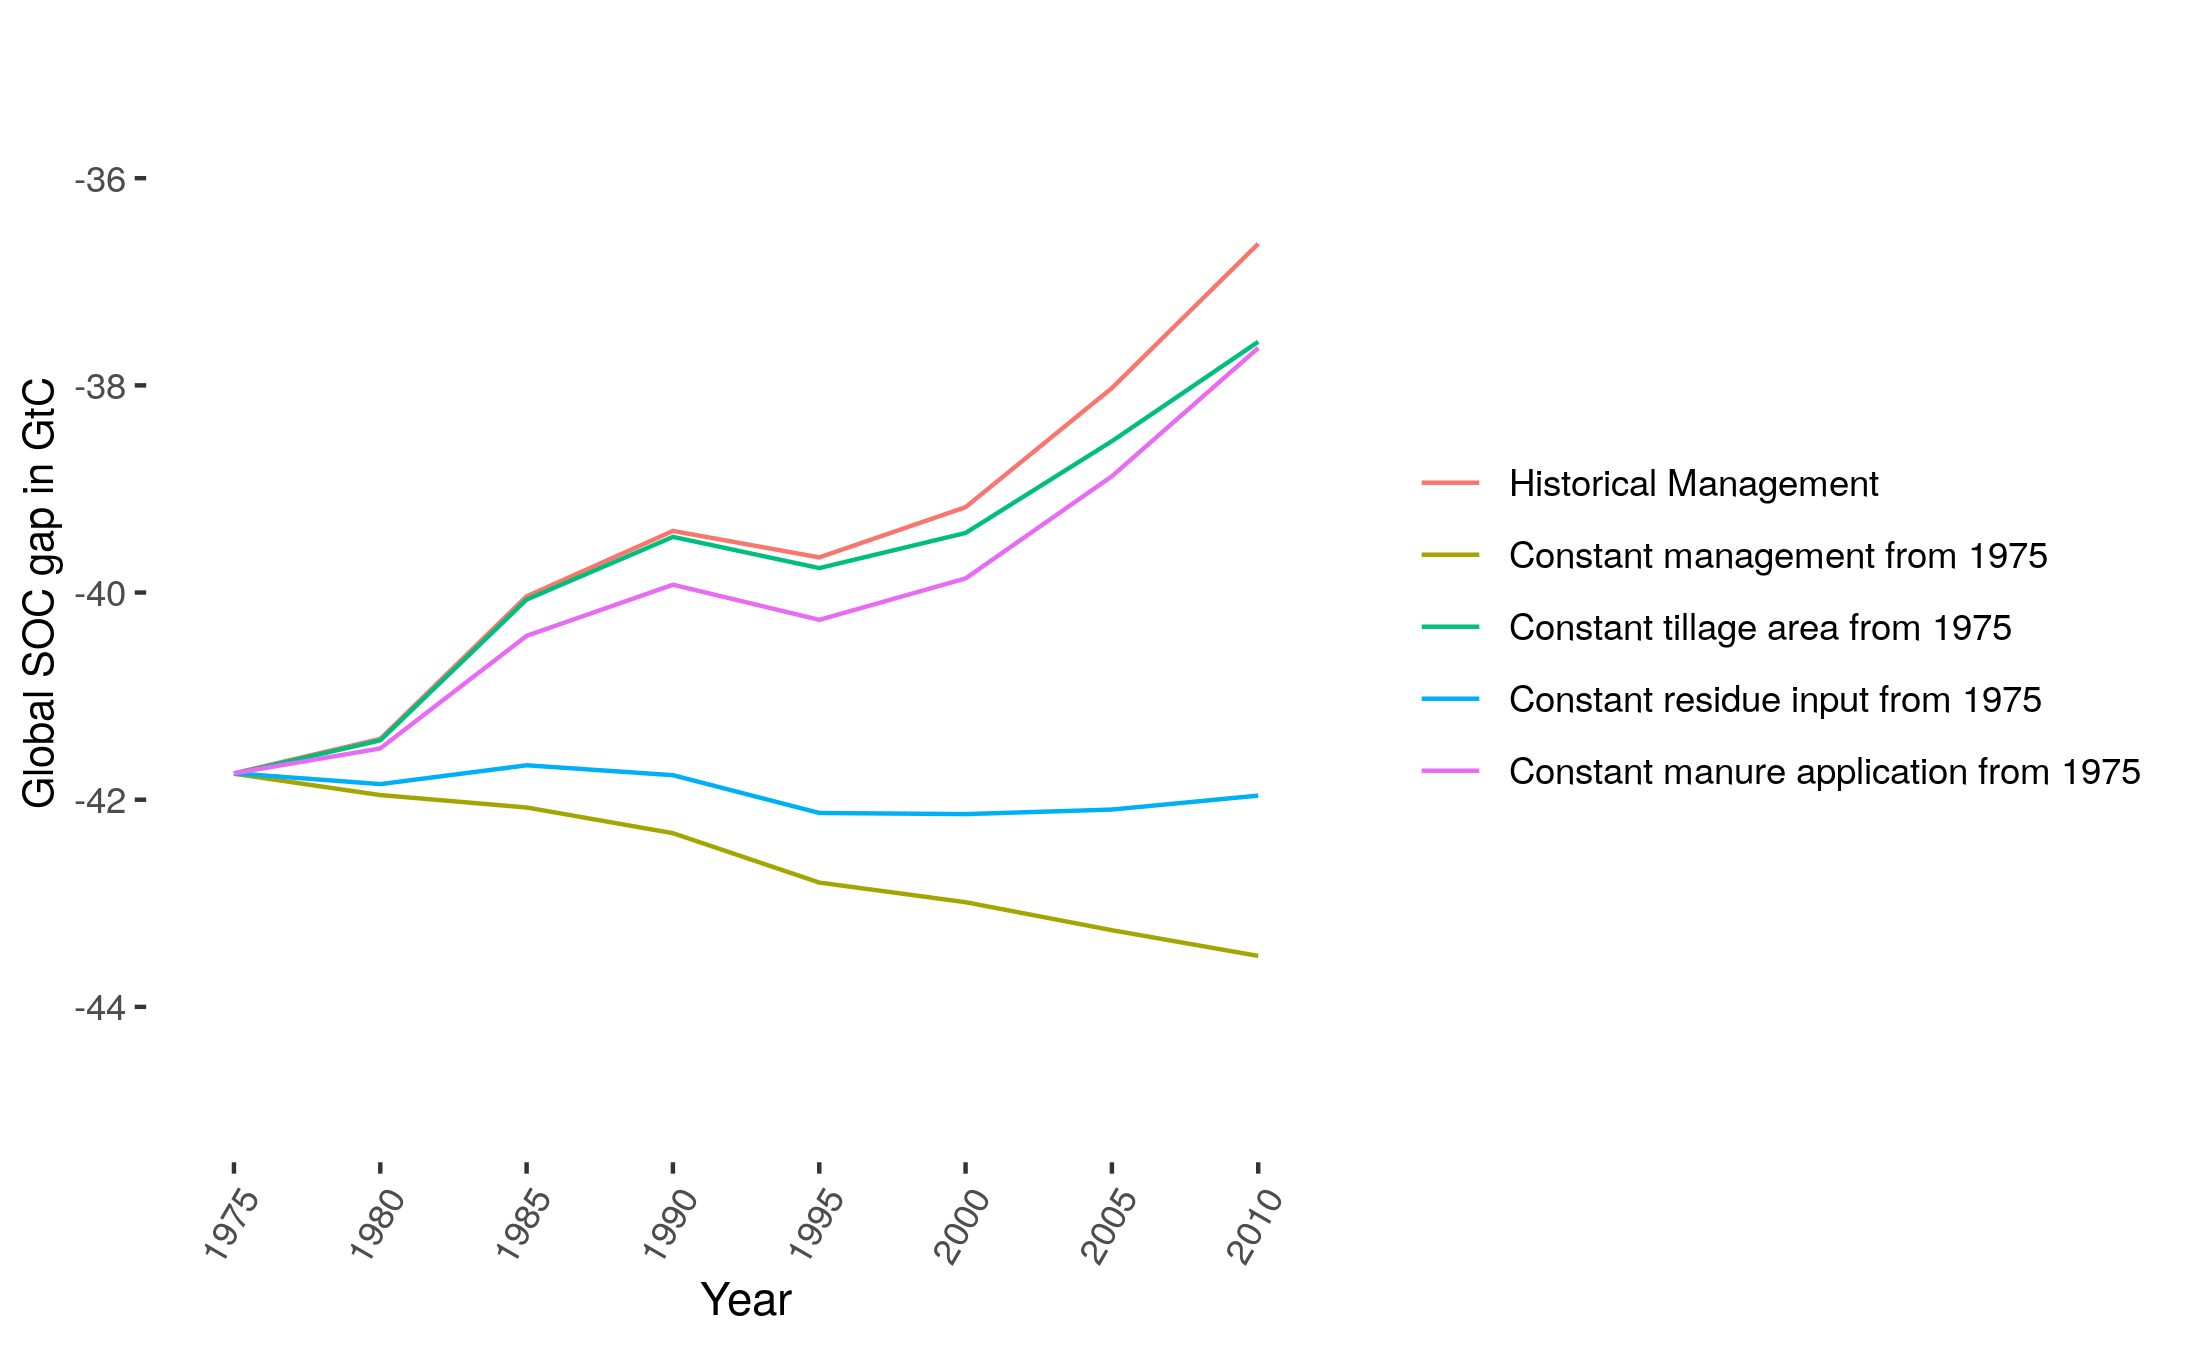 Global SOC gap in GtC
-36
-38
-40
-42
-44
1975
1980
1985
1990
1995
2000
2005
2010
Year
Historical Management
Constant management from 1975
Constant tillage area from 1975
Constant residue input from 1975
Constant manure application from 1975